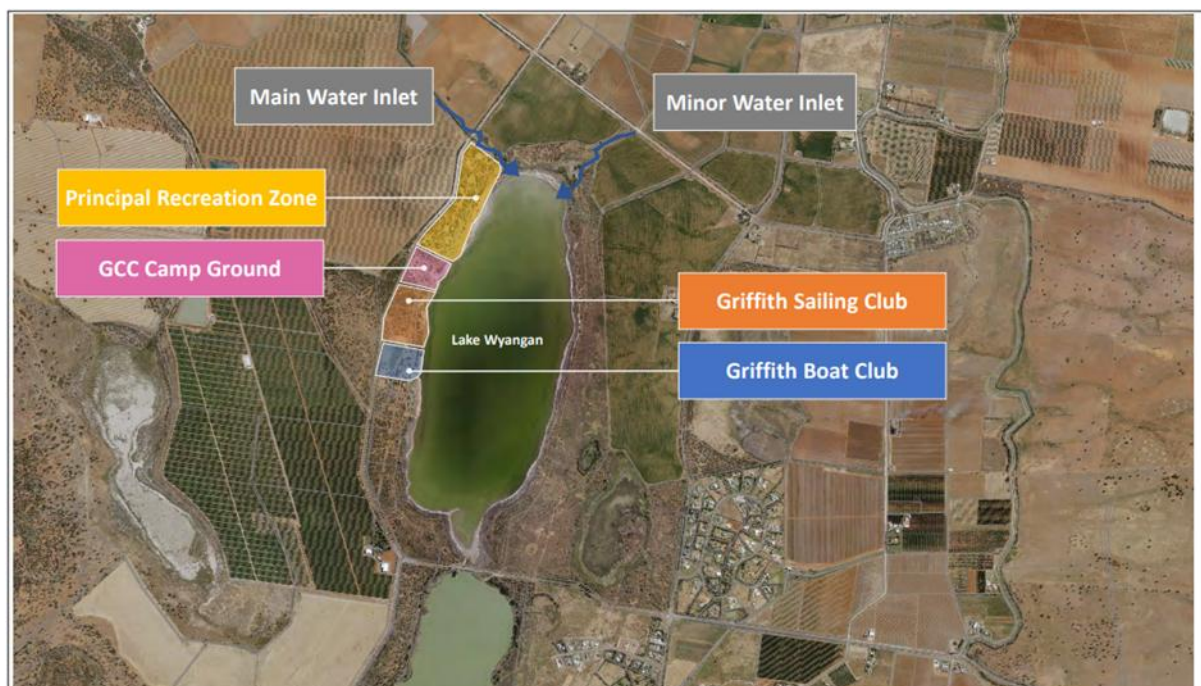 Main Water Inlet
Minor Water Inlet
Principal Recreation Zone
GCC Camp Ground
Griffith Sailing Club
Lake Wyangan
Griffith Boat Club